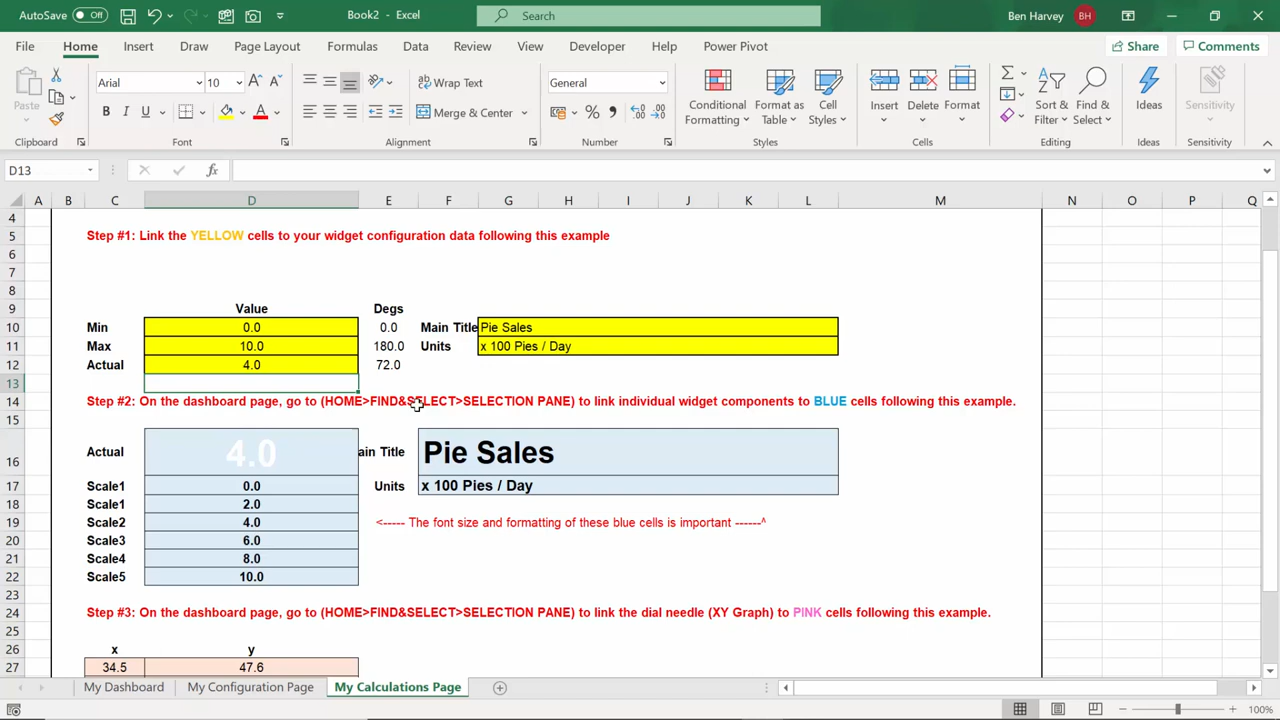 AutoSave Off Book2 - Excel Search Ben Harvey BH
File Home Insert Draw Page Layout Formulas Data Review View Developer Help Power Pivot Share Comments
Paste Arial 10 A A Wrap Text General Conditional Formatting Format as Table Cell Styles Insert Delete Format Sort & Filter Find & Select Ideas Sensitivity
B I U Merge & Center % ,
Clipboard Font Alignment Number Styles Cells Editing Ideas Sensitivity
D13 fx
A B C D E F G H I J K L M N O P Q
4
5 Step #1: Link the YELLOW cells to your widget configuration data following this example
6
7
8
9 Value Degs
10 Min 0.0 0.0 Main Title Pie Sales
11 Max 10.0 180.0 Units x 100 Pies / Day
12 Actual 4.0 72.0
13
14 Step #2: On the dashboard page, go to (HOME>FIND&SELECT>SELECTION PANE) to link individual widget components to BLUE cells following this example.
15
16 Actual 4.0 ain Title Pie Sales
17 Scale1 0.0 Units x 100 Pies / Day
18 Scale1 2.0
19 Scale2 4.0 <----- The font size and formatting of these blue cells is important ------^
20 Scale3 6.0
21 Scale4 8.0
22 Scale5 10.0
23
24 Step #3: On the dashboard page, go to (HOME>FIND&SELECT>SELECTION PANE) to link the dial needle (XY Graph) to PINK cells following this example.
25
26 x y
27 34.5 47.6
My Dashboard My Configuration Page My Calculations Page
100%